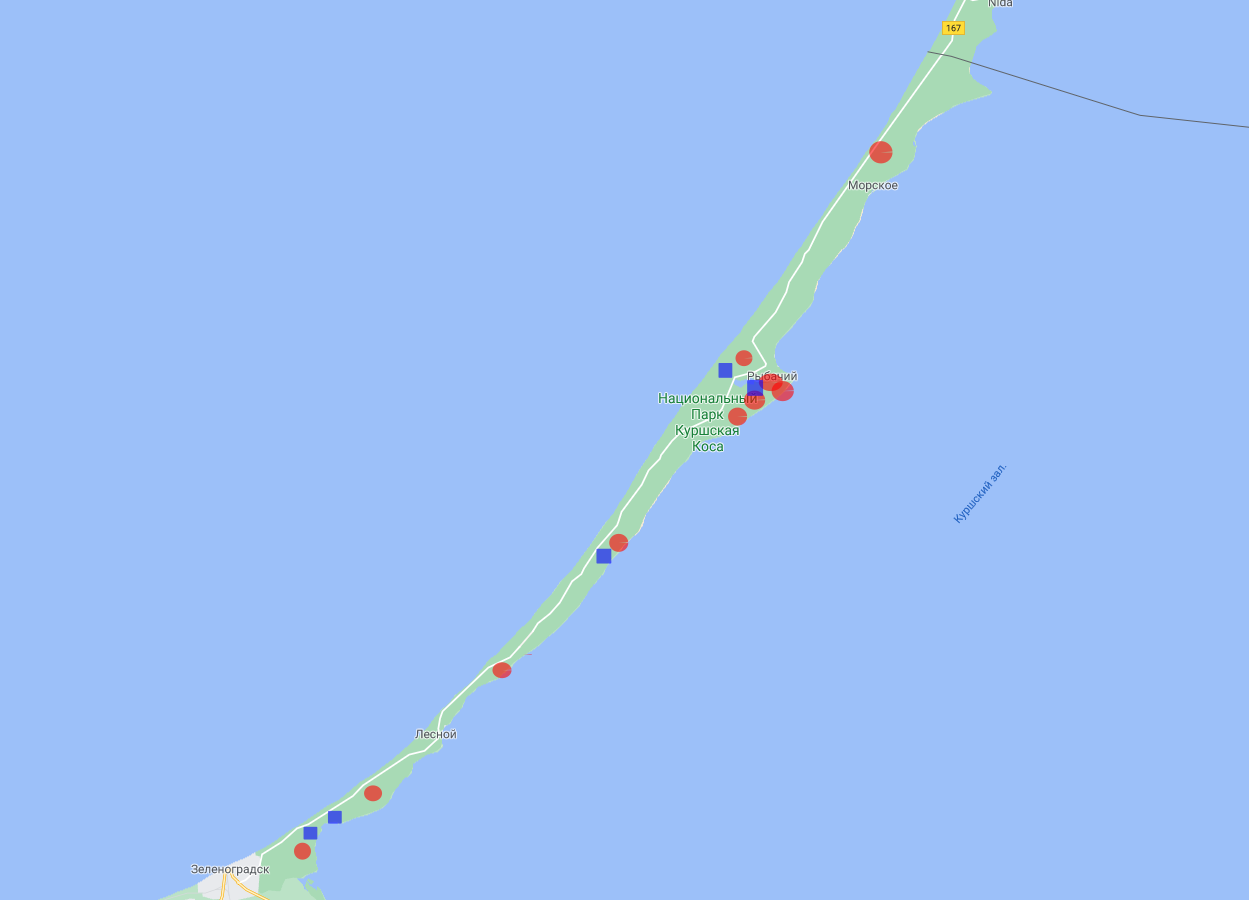 Nida
167
Морское
Рыбачий
Национальный
Парк
Куршская
Коса
Куршский зал.
Лесной
Зеленоградск